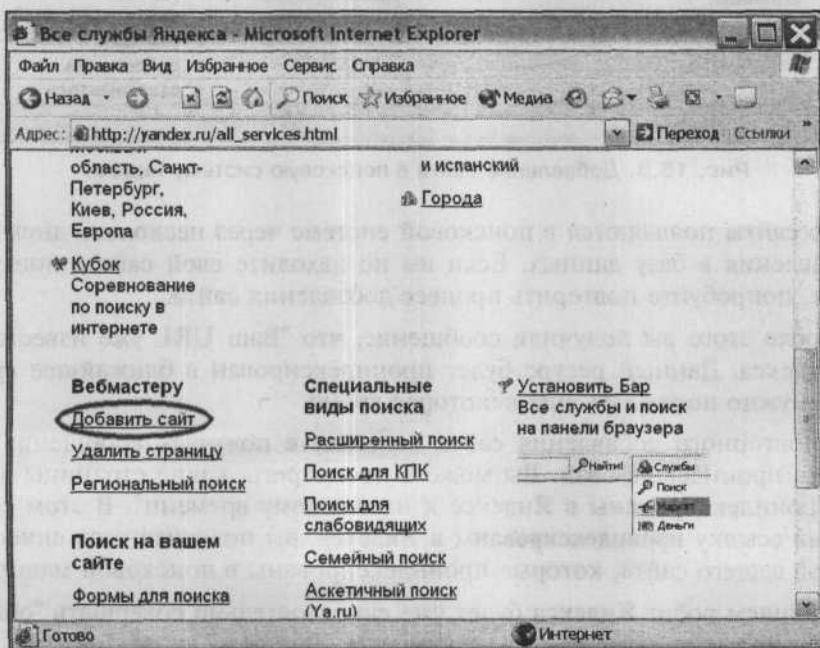 Все службы Яндекса - Microsoft Internet Explorer
Файл Правка Вид Избранное Сервис Справка
Назад Поиск Избранное Медиа
Адрес: http://yandex.ru/all_services.html Переход Ссылки »
область, Санкт-
Петербург,
Киев, Россия,
Европа
Кубок
Соревнование
по поиску в
интернете
и испанский
Города
Вебмастеру
Добавить сайт
Удалить страницу
Региональный поиск
Поиск на вашем
сайте
Формы для поиска
Специальные
виды поиска
Расширенный поиск
Поиск для КПК
Поиск для
слабовидящих
Семейный поиск
Аскетичный поиск
(Ya.ru)
Установить Бар
Все службы и поиск
на панели браузера
Найти!
Службы
Деньги
Готово
Интернет